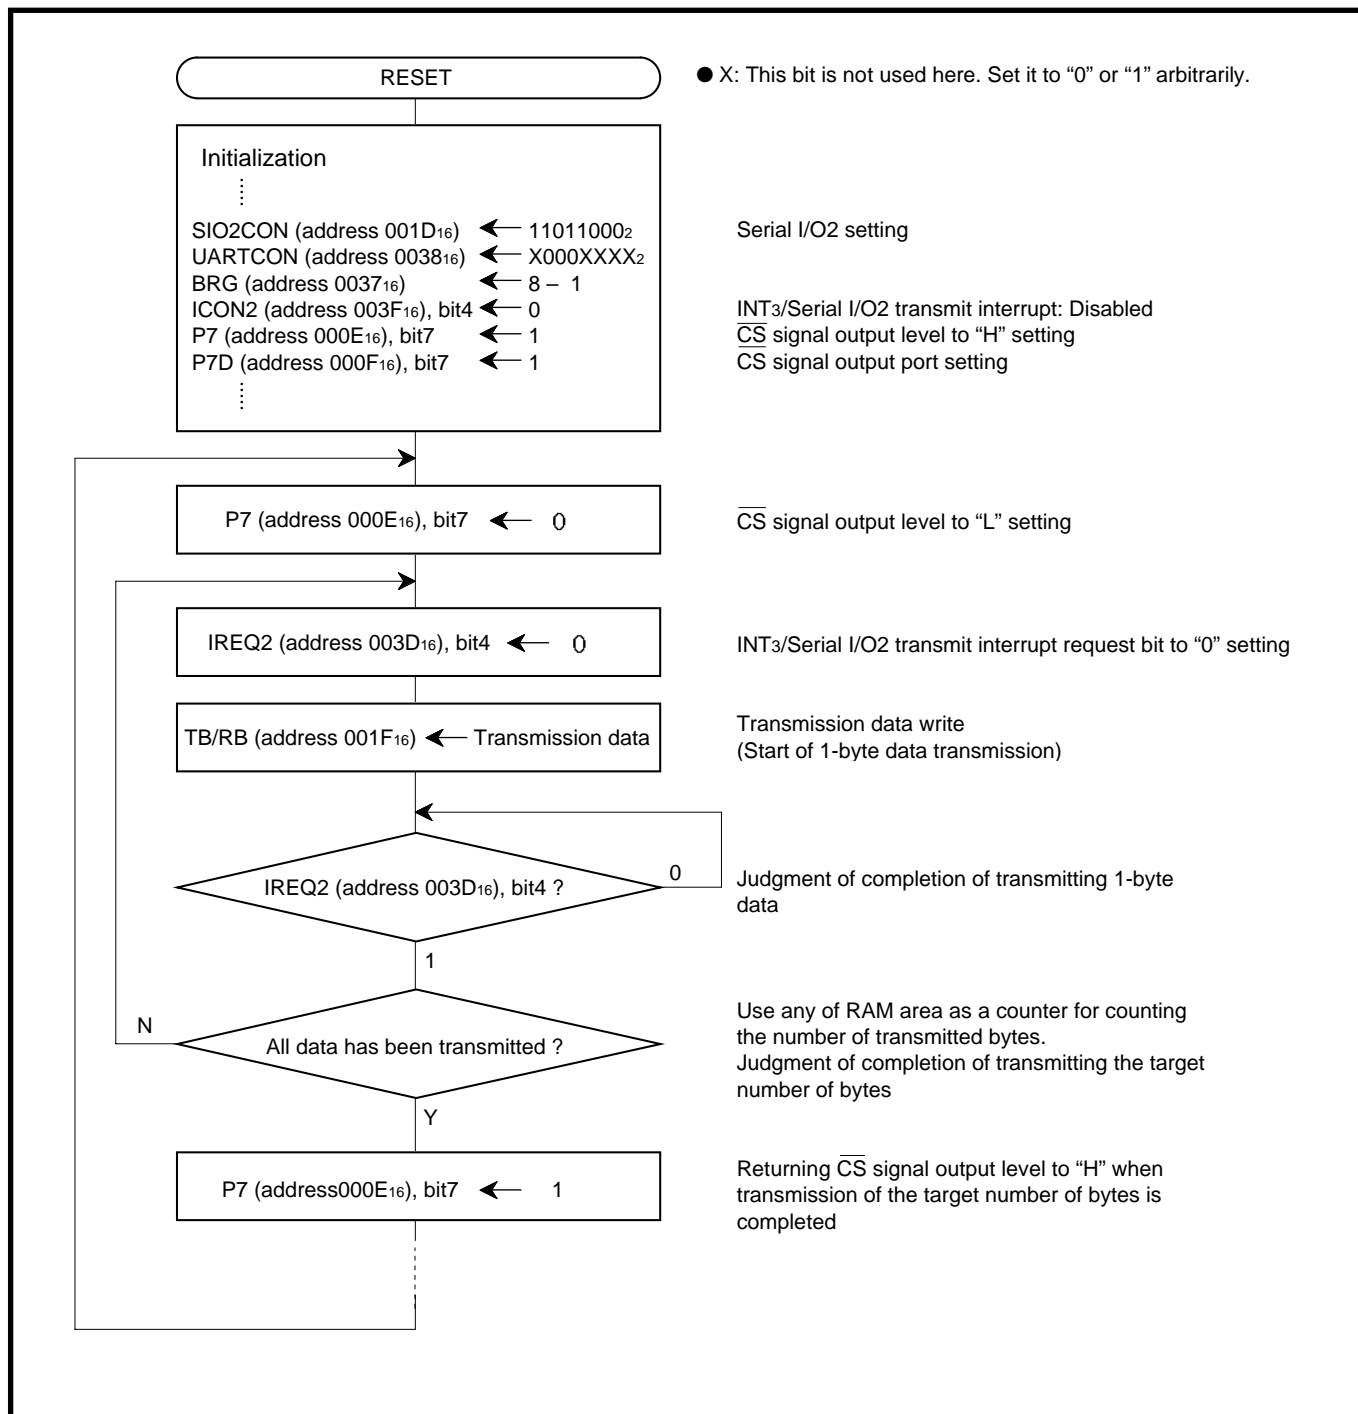 RESET
● X: This bit is not used here. Set it to “0” or “1” arbitrarily.
Initialization
SIO2CON (address 001D16) ← 110110002
Serial I/O2 setting
UARTCON (address 003816) ← X000XXXX2
BRG (address 003716) ← 8 – 1
ICON2 (address 003F16), bit4 ← 0
INT3/Serial I/O2 transmit interrupt: Disabled
P7 (address 000E16), bit7 ← 1
CS signal output level to “H” setting
P7D (address 000F16), bit7 ← 1
CS signal output port setting
P7 (address 000E16), bit7 ← 0
CS signal output level to “L” setting
IREQ2 (address 003D16), bit4 ← 0
INT3/Serial I/O2 transmit interrupt request bit to “0” setting
TB/RB (address 001F16) ← Transmission data
Transmission data write
(Start of 1-byte data transmission)
IREQ2 (address 003D16), bit4 ?
0
Judgment of completion of transmitting 1-byte
data
1
All data has been transmitted ?
N
Use any of RAM area as a counter for counting
the number of transmitted bytes.
Judgment of completion of transmitting the target
number of bytes
Y
P7 (address000E16), bit7 ← 1
Returning CS signal output level to “H” when
transmission of the target number of bytes is
completed